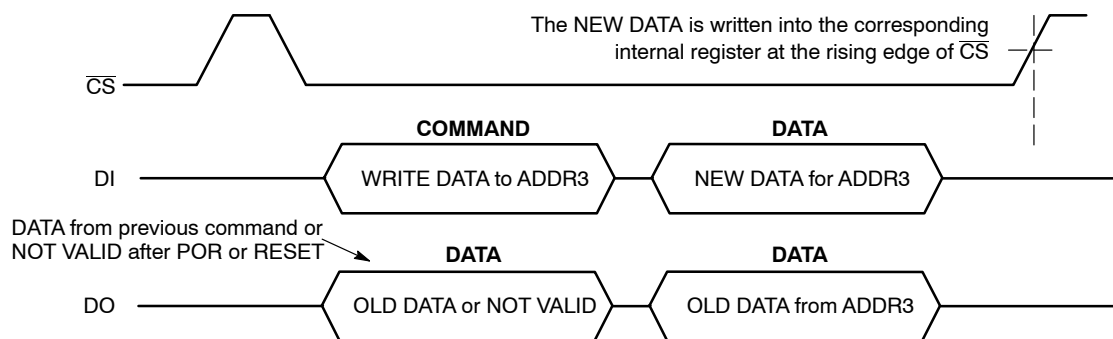 The NEW DATA is written into the corresponding
internal register at the rising edge of C̅S̅
C̅S̅
COMMAND DATA
DI WRITE DATA to ADDR3 NEW DATA for ADDR3
DATA from previous command or
NOT VALID after POR or RESET
DATA DATA
DO OLD DATA or NOT VALID OLD DATA from ADDR3